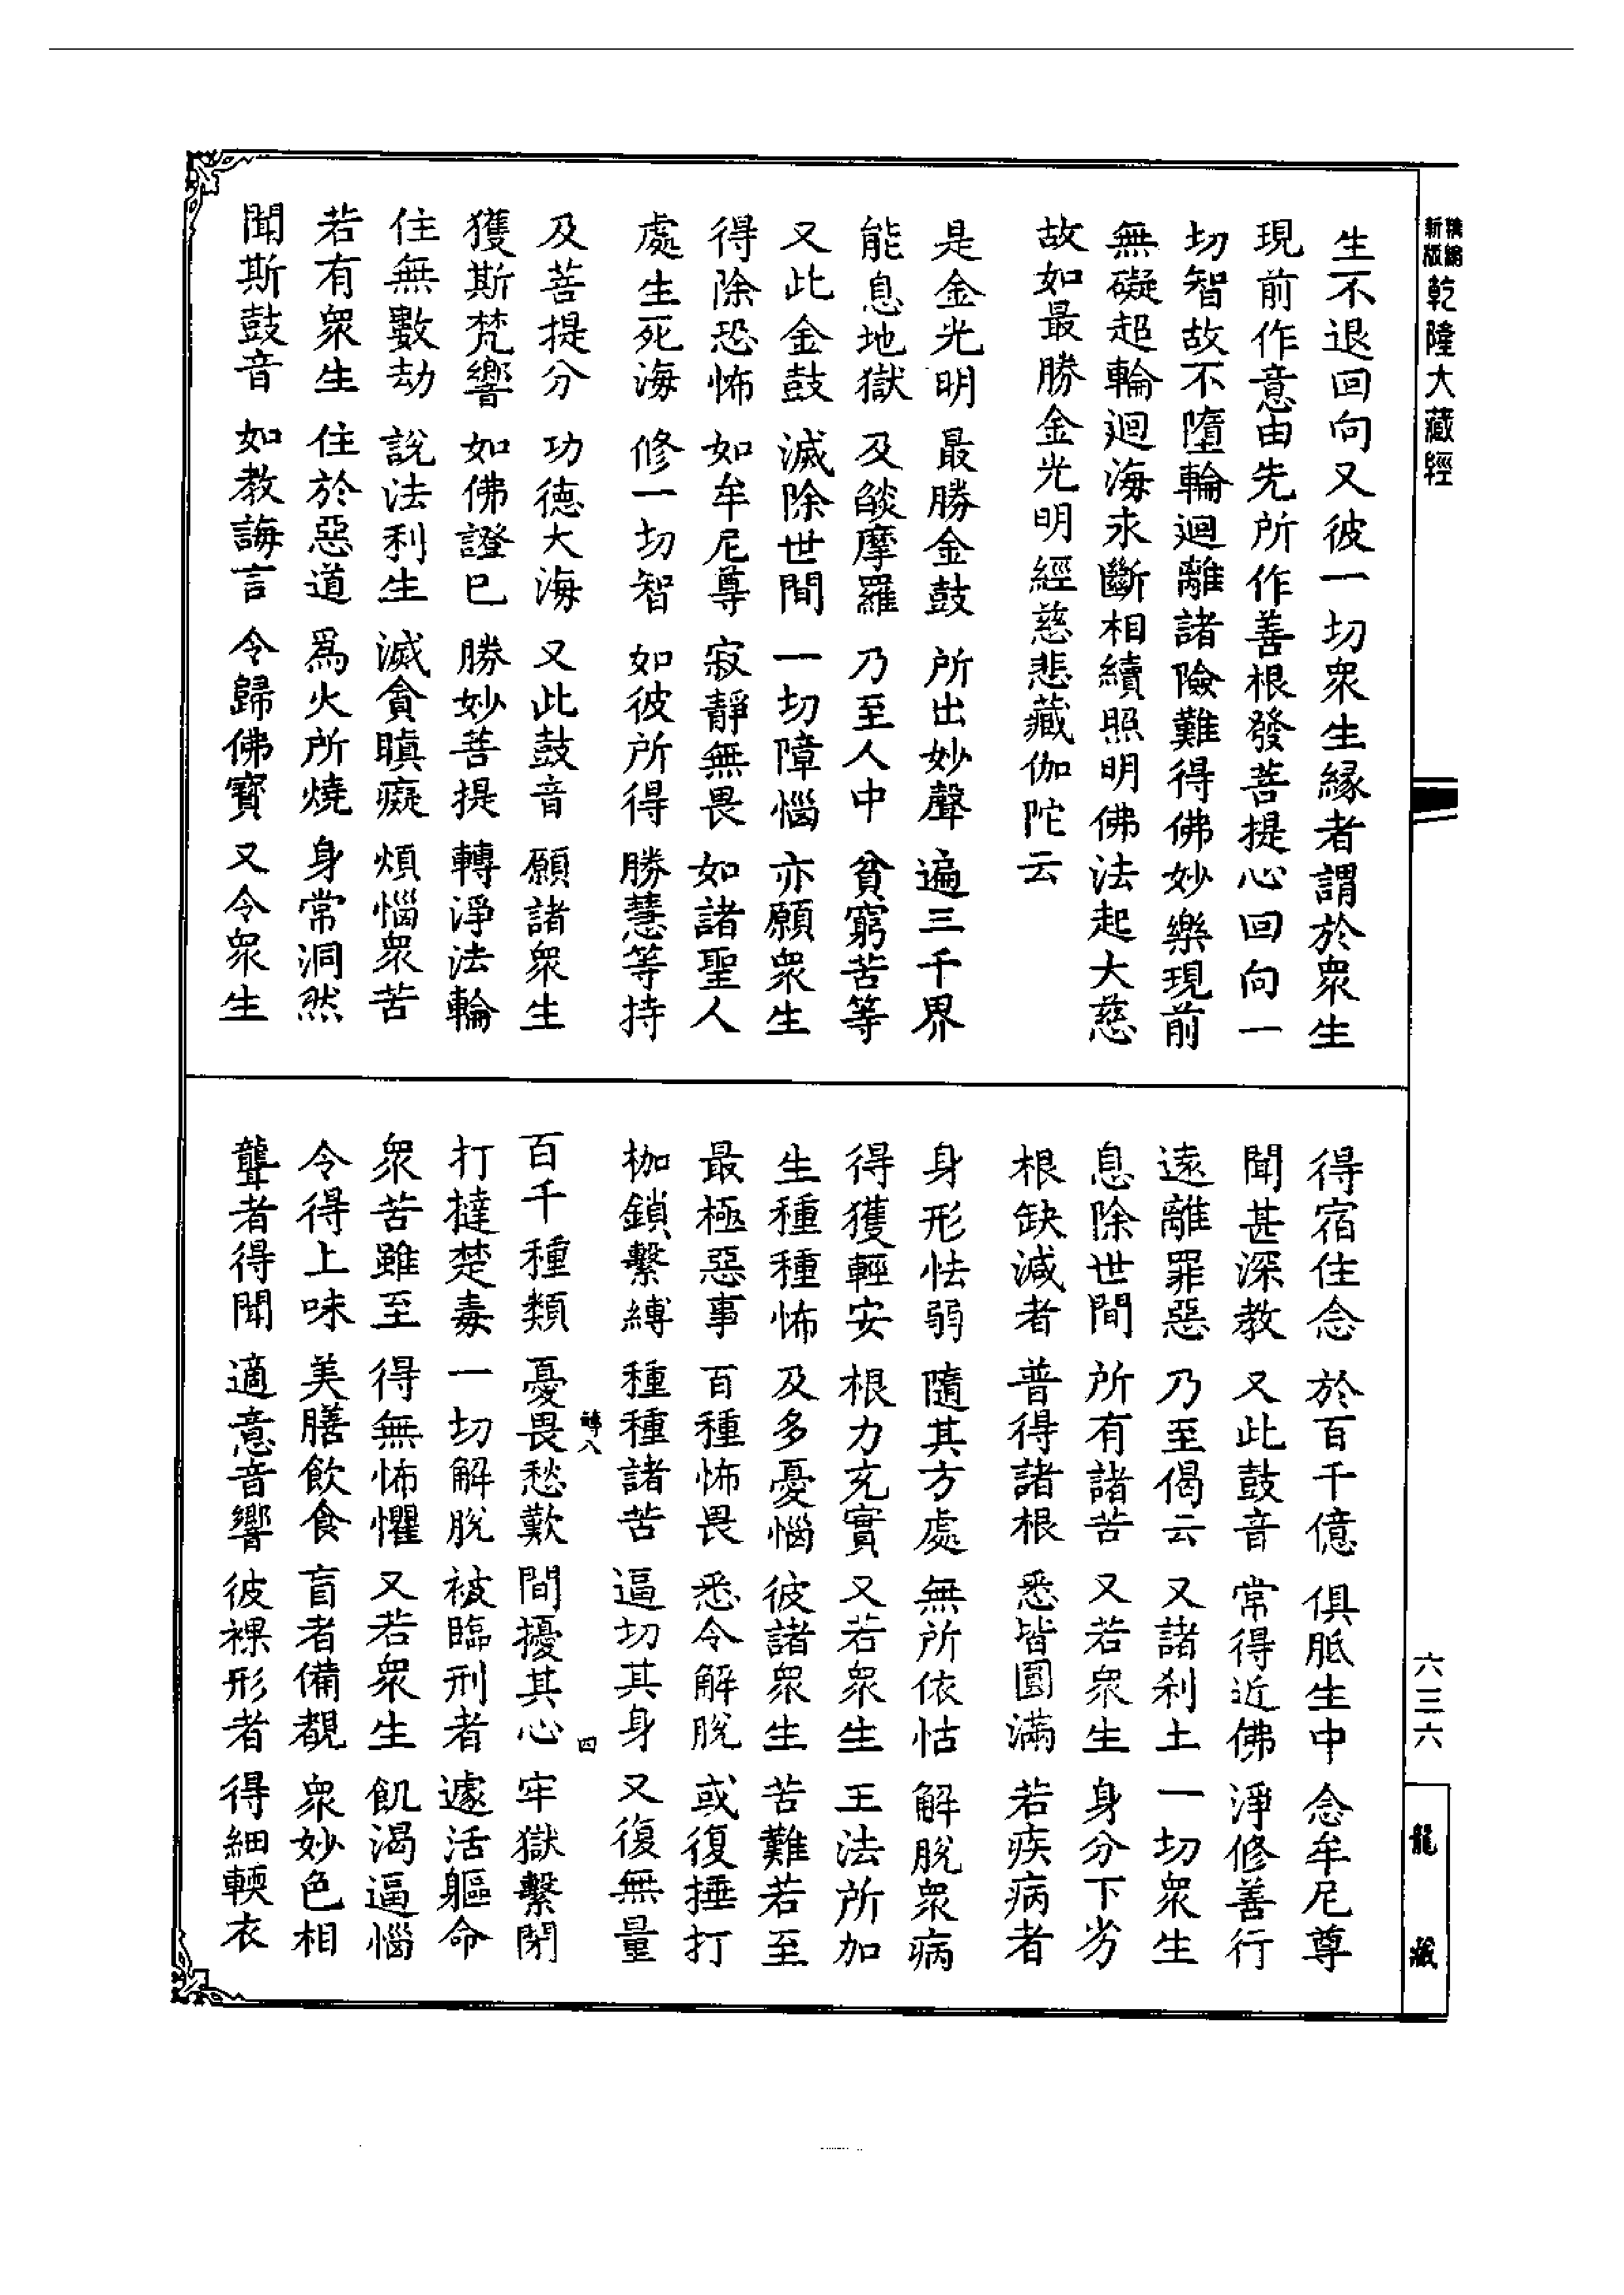 新版 精編 乾隆大藏經
生不退回向又彼一切衆生縁者謂於衆生
現前作意由先所作善根發菩提心回向一
切智故不墮輪迴離諸險難得佛妙樂現前
無礙超輪迴海永斷相續照明佛法起大慈
故如最勝金光明經慈悲藏伽陀云
是金光明 最勝金鼓 所出妙聲 遍三千界
能息地獄 及燄摩羅 乃至人中 貧窮苦等
又此金鼓 滅除世間 一切障惱 亦願衆生
得除恐怖 如牟尼尊 寂靜無畏 如諸聖人
處生死海 修一切智 如彼所得 勝慧等持
及菩提分 功德大海 又此鼓音 願諸衆生
獲斯梵響 如佛證已 勝妙菩提 轉淨法輪
住無數劫 說法利生 滅貪瞋癡 煩惱衆苦
若有衆生 住於惡道 爲火所燒 身常洞然
聞斯鼓音 如教誨言 令歸佛寶 又令衆生
得宿住念 於百千億 俱胝生中 念牟尼尊
聞甚深教 又此鼓音 常得近佛 淨修善行
遠離罪惡 乃至偈云 又諸刹土 一切衆生
息除世間 所有諸苦 又若衆生 身分下劣
根缺減者 普得諸根 悉皆圓滿 若疾病者
身形怯弱 隨其方處 無所依怙 解脫衆病
得獲輕安 根力充實 又若衆生 王法所加
生種種怖 及多憂惱 彼諸衆生 苦難若至
最極惡事 百種怖畏 悉令解脫 或復捶打
枷鎖繫縛 種種諸苦 逼切其身 又復無量
八 四
百千種類 憂畏愁歎 間擾其心 牢獄繫閉
打撻楚毒 一切解脫 被臨刑者 遽活軀命
衆苦雖至 得無怖懼 又若衆生 飢渴逼惱
令得上味 美膳飲食 盲者備覩 衆妙色相
聾者得聞 適意音響 彼裸形者 得細輭衣
六三六
龍藏